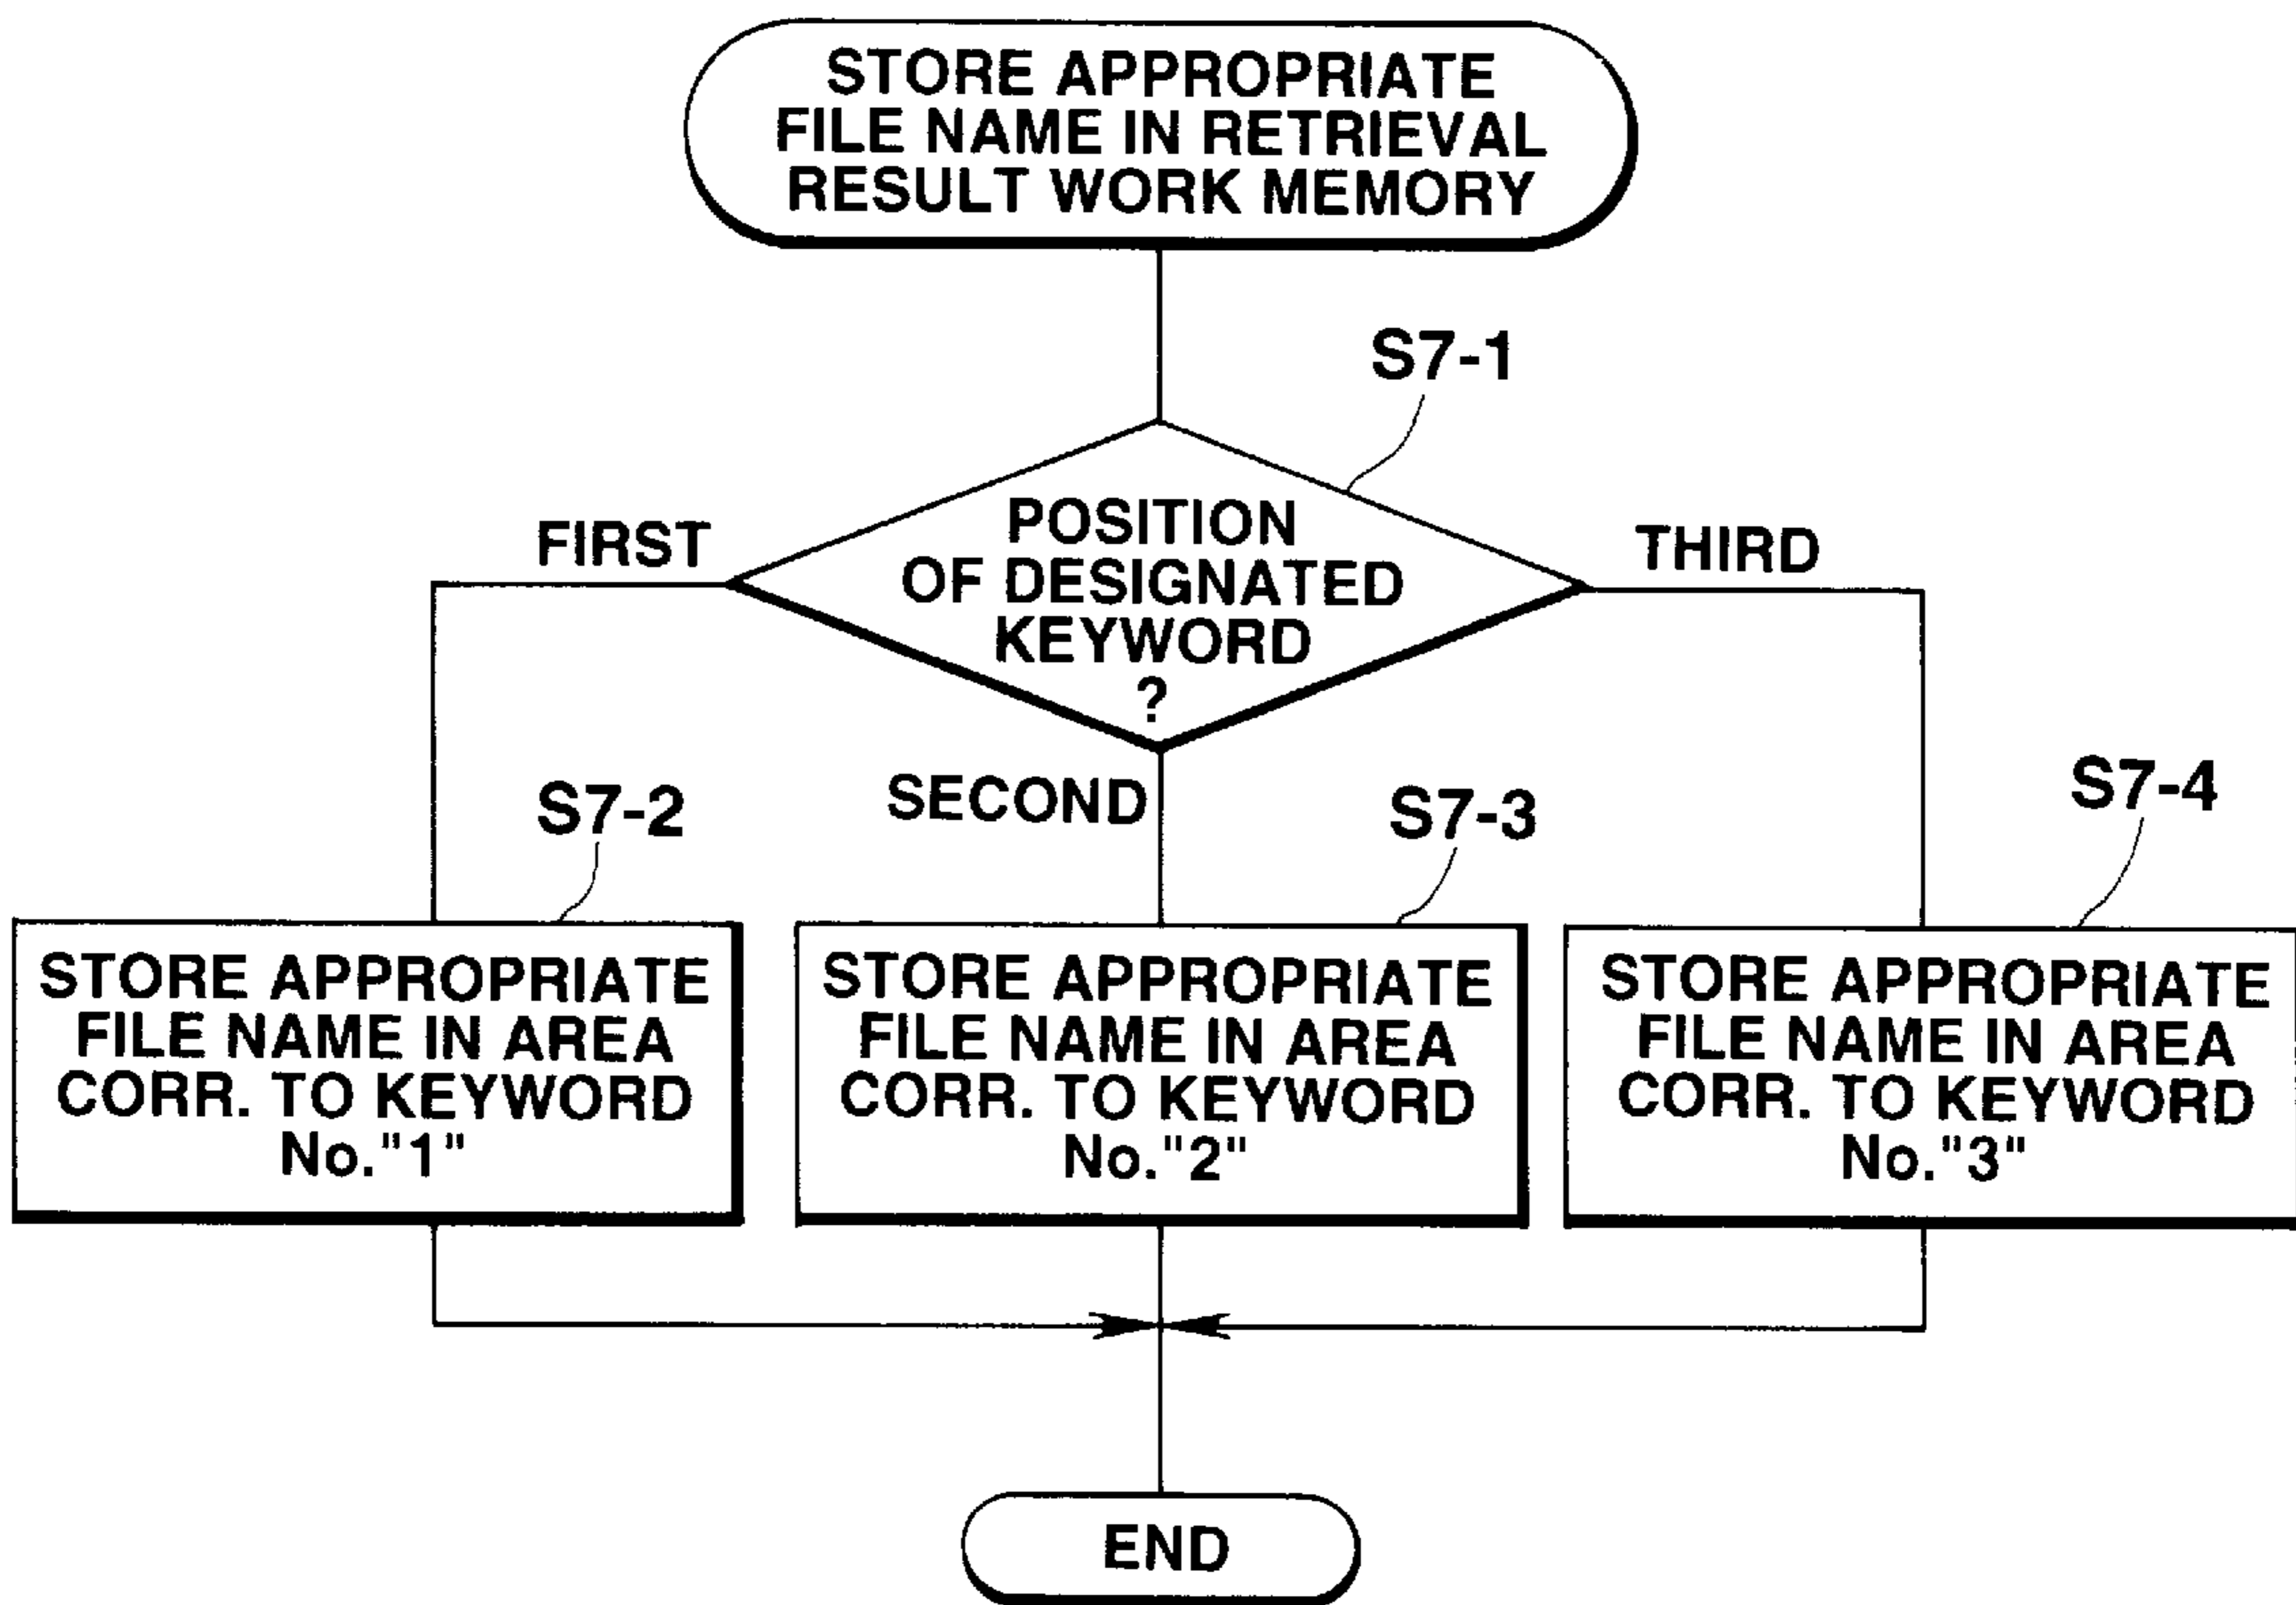 STORE APPROPRIATE
FILE NAME IN RETRIEVAL
RESULT WORK MEMORY
S7-1
POSITION
OF DESIGNATED
KEYWORD
?
FIRST
THIRD
SECOND
S7-2
S7-3
S7-4
STORE APPROPRIATE
FILE NAME IN AREA
CORR. TO KEYWORD
No."1"
STORE APPROPRIATE
FILE NAME IN AREA
CORR. TO KEYWORD
No."2"
STORE APPROPRIATE
FILE NAME IN AREA
CORR. TO KEYWORD
No."3"
END